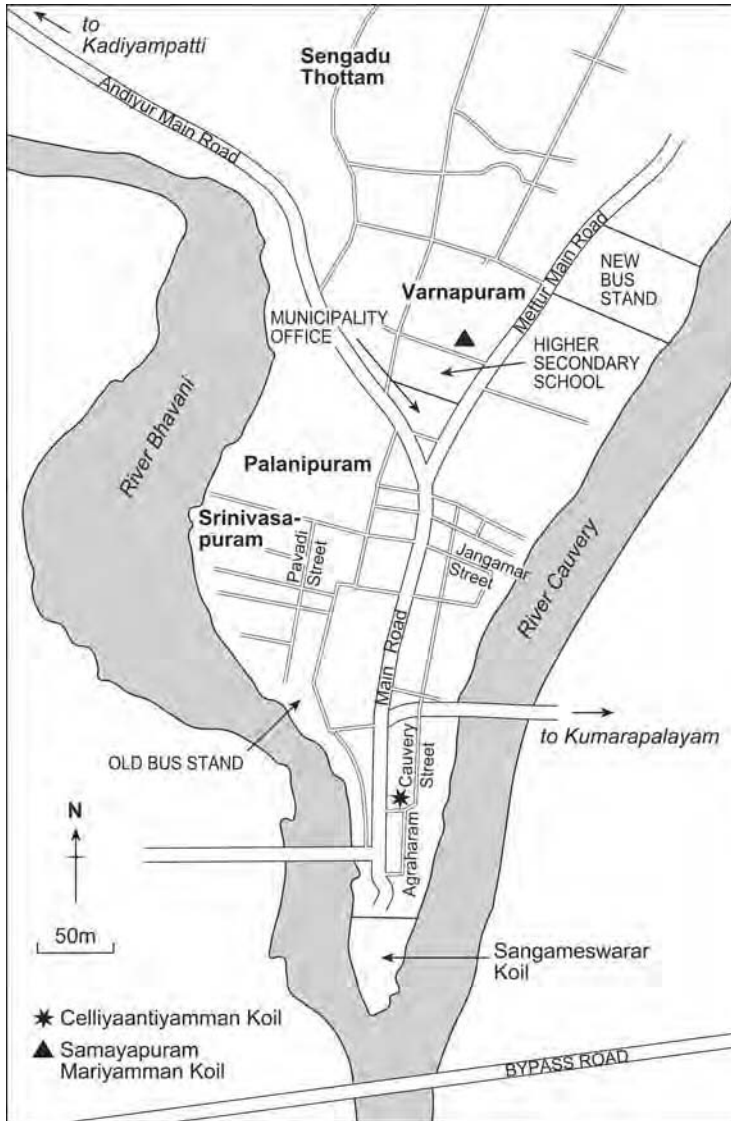 to
Kadiyampatti
Sengadu
Thottam
Andiyur Main Road
Mettur Main Road
NEW
BUS
STAND
Varnapuram
MUNICIPALITY
OFFICE
HIGHER
SECONDARY
SCHOOL
River Bhavani
Palanipuram
Srinivasa-
puram
Pavadi
Street
Jangamar
Street
River Cauvery
Main Road
to Kumarapalayam
OLD BUS STAND
Cauvery
Street
N
Agraharam
50m
Sangameswarar
Koil
Celliyaantiyamman Koil
Samayapuram
Mariyamman Koil
BYPASS ROAD